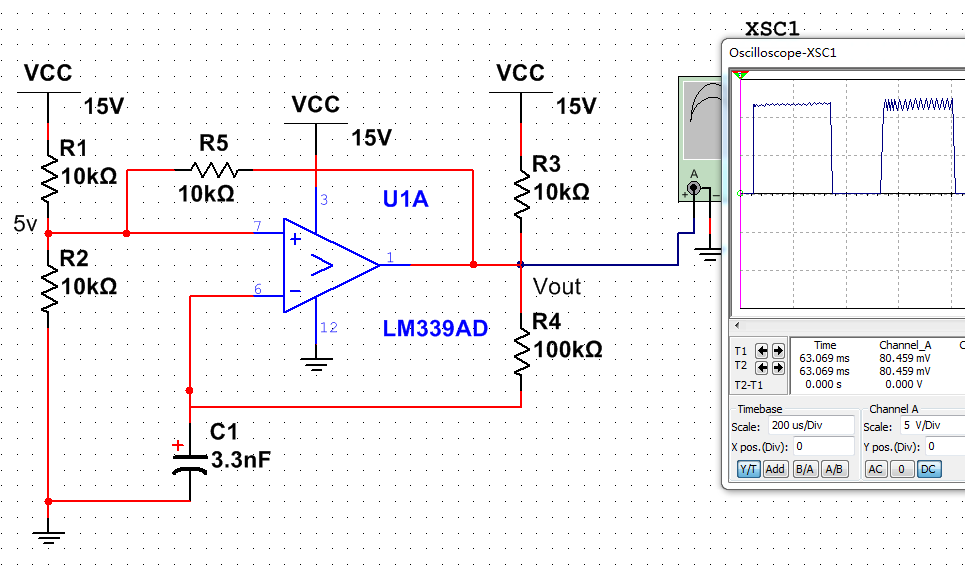 XSC1
Oscilloscope-XSC1
VCC
15V
VCC
15V
VCC
15V
R1
10kΩ
R5
10kΩ
R3
10kΩ
U1A
3
A
+
−
5v
7
+
>
1
6
−
R2
10kΩ
Vout
12
LM339AD
R4
100kΩ
+
C1
3.3nF
Time Channel_A C
T1 63.069 ms 80.459 mV
T2 63.069 ms 80.459 mV
T2-T1 0.000 s 0.000 V
Timebase
Scale: 200 us/Div
X pos.(Div): 0
Y/T Add B/A A/B
Channel A
Scale: 5 V/Div
Y pos.(Div): 0
AC 0 DC